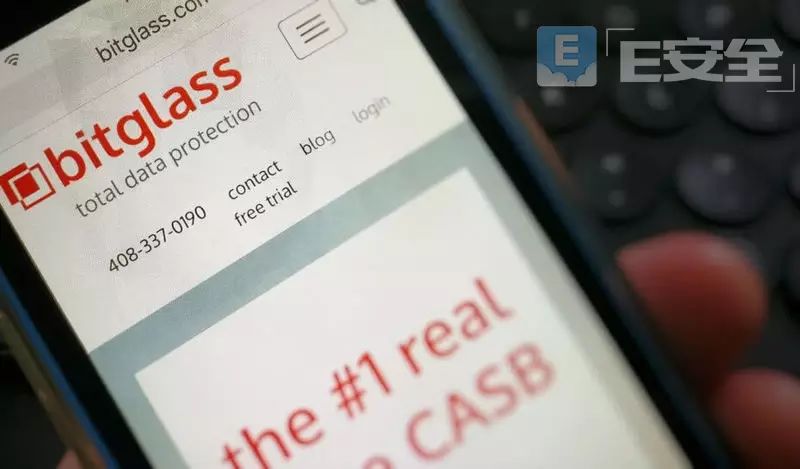 bitglass.com
E E安全
bitglass
total data protection
408-337-0190
contact
blog
login
free trial
the #1 real
CASB